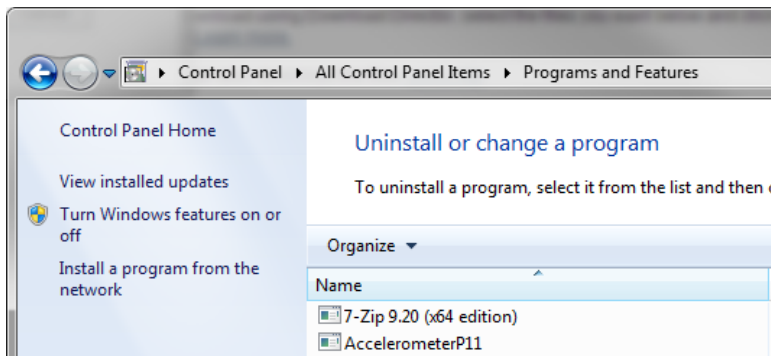 Control Panel ▸ All Control Panel Items ▸ Programs and Features
Control Panel Home
View installed updates
Turn Windows features on or
off
Install a program from the
network
Uninstall or change a program
To uninstall a program, select it from the list and then
Organize
Name
7-Zip 9.20 (x64 edition)
AccelerometerP11